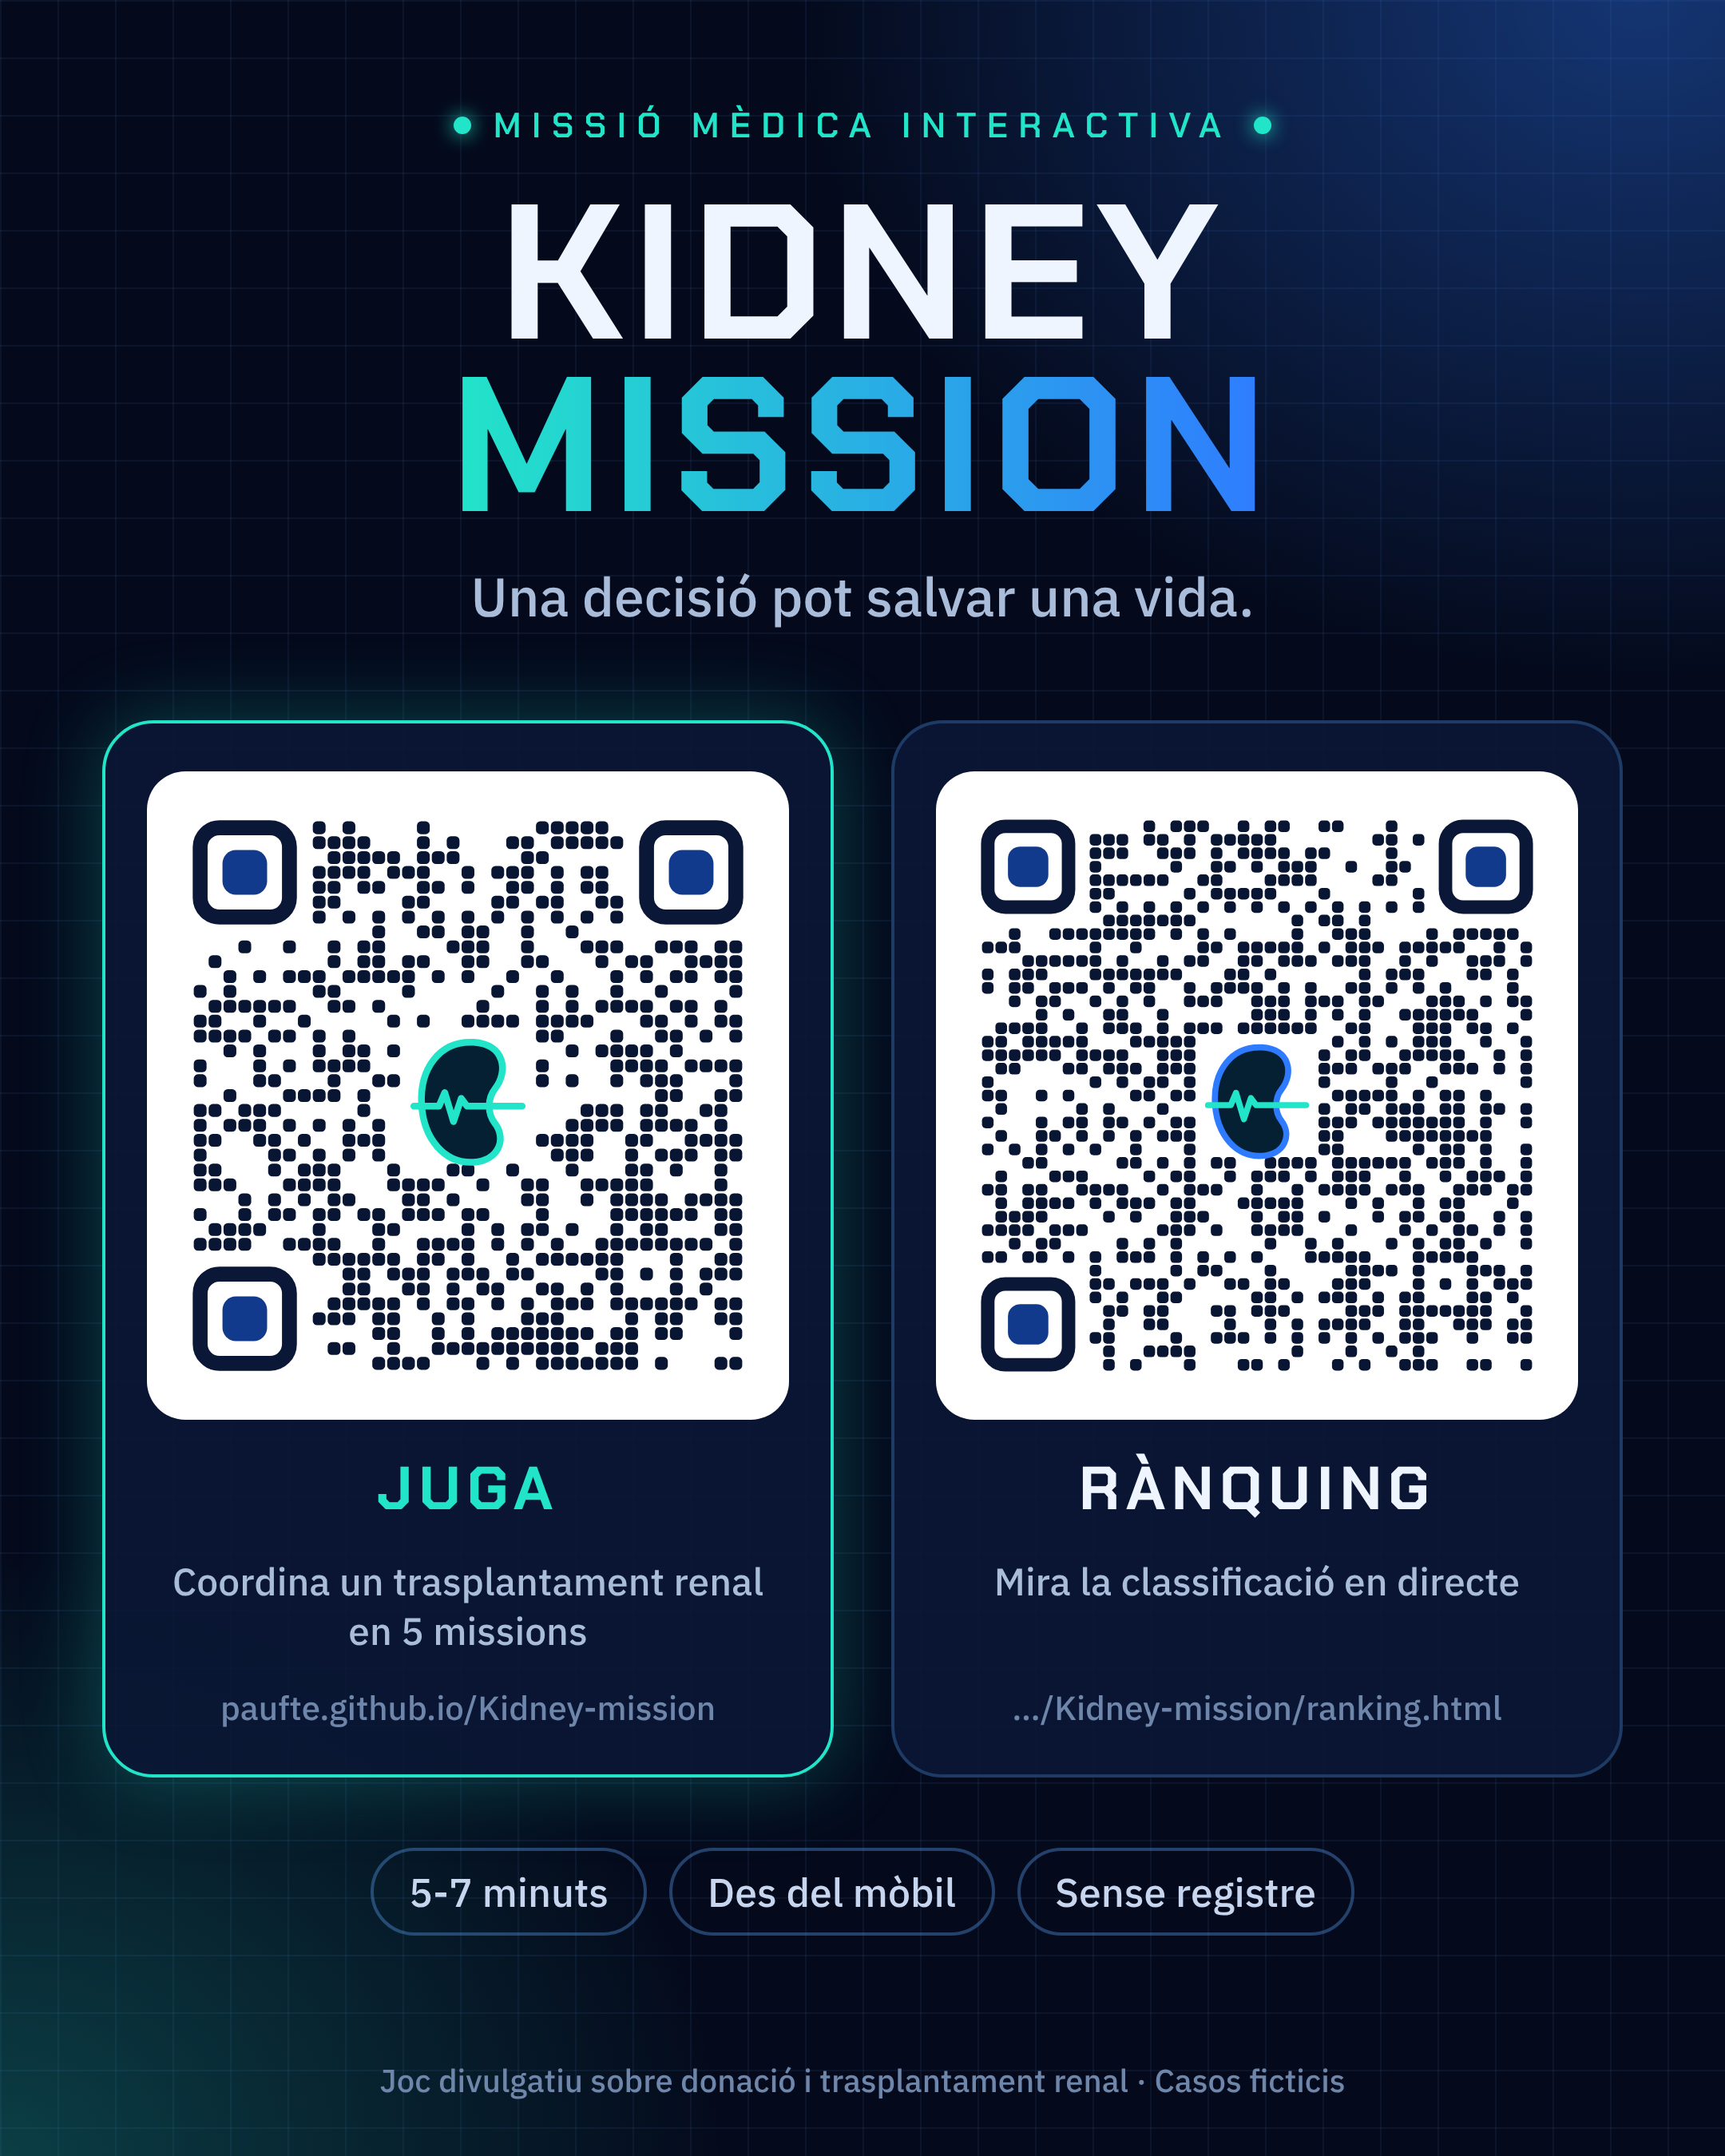 MISSIÓ MÈDICA INTERACTIVA
KIDNEY
MISSION
Una decisió pot salvar una vida.
JUGA
Coordina un trasplantament renal
en 5 missions
paufte.github.io/Kidney-mission
RÀNQUING
Mira la classificació en directe
.../Kidney-mission/ranking.html
5-7 minuts
Des del mòbil
Sense registre
Joc divulgatiu sobre donació i trasplantament renal · Casos ficticis